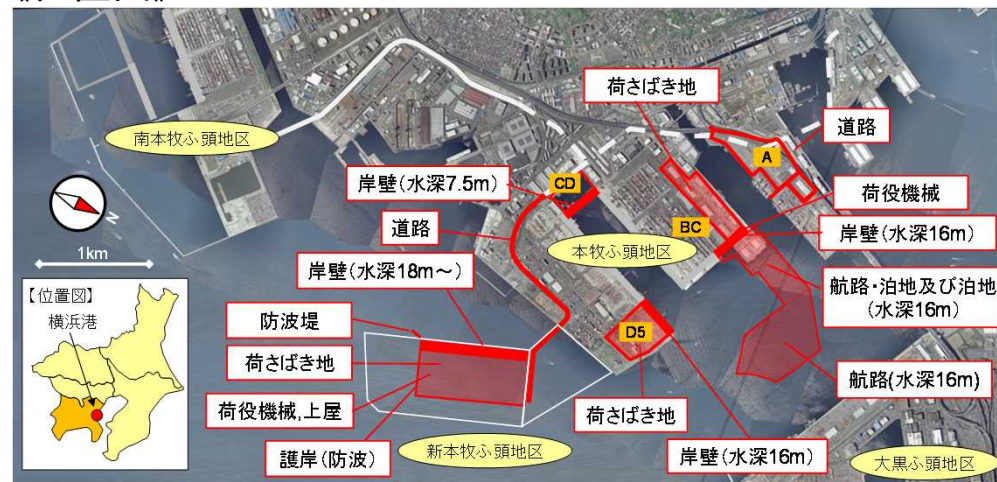 荷さばき地
道路
南本牧ふ頭地区
A
岸壁(水深7.5m)
CD
荷役機械
道路
BC
岸壁(水深16m)
本牧ふ頭地区
N
1km
岸壁(水深18m～)
航路・泊地及び泊地
(水深16m)
【位置図】
横浜港
防波堤
D5
荷さばき地
航路(水深16m)
荷役機械,上屋
荷さばき地
護岸(防波)
新本牧ふ頭地区
岸壁(水深16m)
大黒ふ頭地区